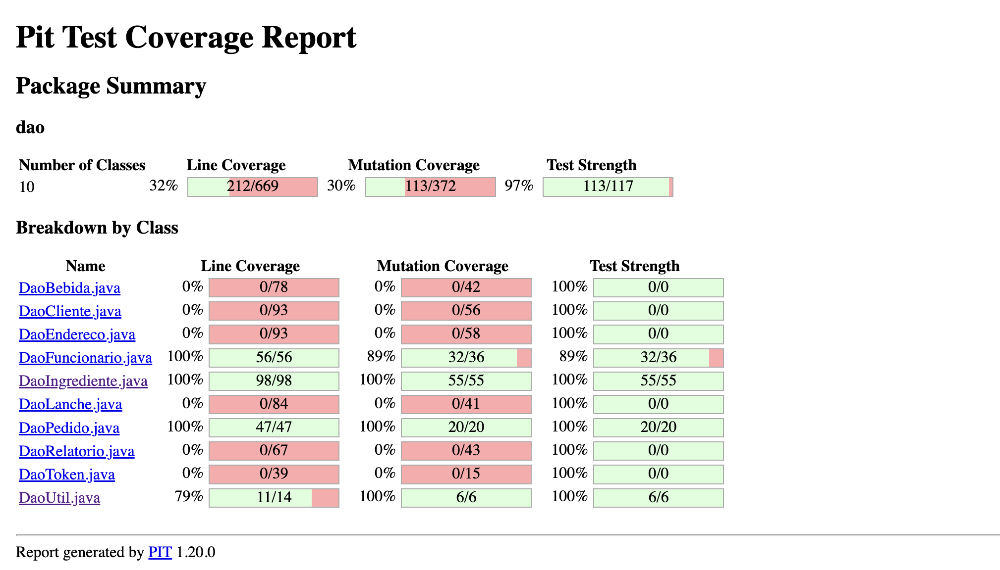 Pit Test Coverage Report
Package Summary
dao
Number of Classes Line Coverage Mutation Coverage Test Strength
10 32% 212/669 30% 113/372 97% 113/117
Breakdown by Class
Name Line Coverage Mutation Coverage Test Strength
DaoBebida.java 0% 0/78 0% 0/42 100% 0/0
DaoCliente.java 0% 0/93 0% 0/56 100% 0/0
DaoEndereco.java 0% 0/93 0% 0/58 100% 0/0
DaoFuncionario.java 100% 56/56 89% 32/36 89% 32/36
DaoIngrediente.java 100% 98/98 100% 55/55 100% 55/55
DaoLanche.java 0% 0/84 0% 0/41 100% 0/0
DaoPedido.java 100% 47/47 100% 20/20 100% 20/20
DaoRelatorio.java 0% 0/67 0% 0/43 100% 0/0
DaoToken.java 0% 0/39 0% 0/15 100% 0/0
DaoUtil.java 79% 11/14 100% 6/6 100% 6/6
Report generated by PIT 1.20.0